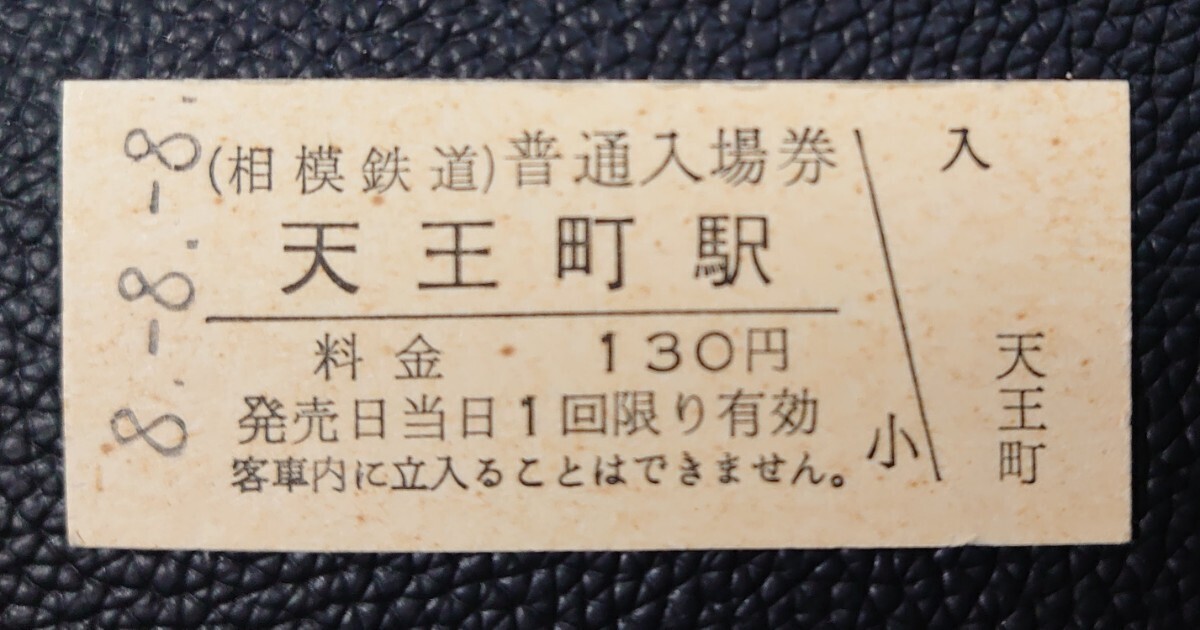 8.-8.-8.
(相模鉄道)普通入場券
天王町駅
料金 130円
発売日当日1回限り有効
客車内に立入ることはできません。
小
入
天王町